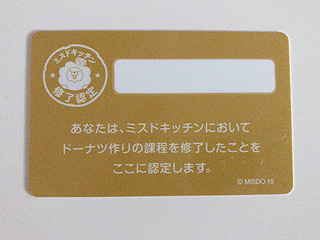 ミスドキッチン
修了認定
あなたは、ミスドキッチンにおいて
ドーナツ作りの課程を修了したことを
ここに認定します。
© MISDO 15